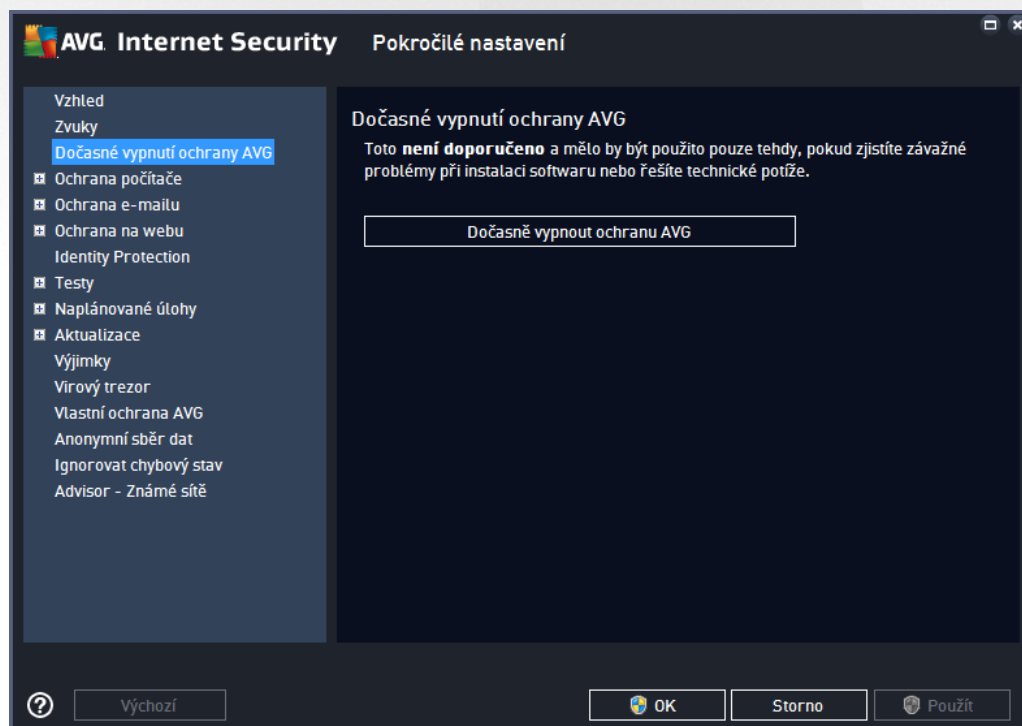 AVG. Internet Security Pokročilé nastavení
Vzhled
Zvuky
Dočasné vypnutí ochrany AVG
Ochrana počítače
Ochrana e-mailu
Ochrana na webu
Identity Protection
Testy
Naplánované úlohy
Aktualizace
Výjimky
Virový trezor
Vlastní ochrana AVG
Anonymní sběr dat
Ignorovat chybový stav
Advisor - Známé sítě
Dočasné vypnutí ochrany AVG
Toto není doporučeno a mělo by být použito pouze tehdy, pokud zjistíte závažné
problémy při instalaci softwaru nebo řešíte technické potíže.
Dočasně vypnout ochranu AVG
Výchozí
OK
Storno
Použít